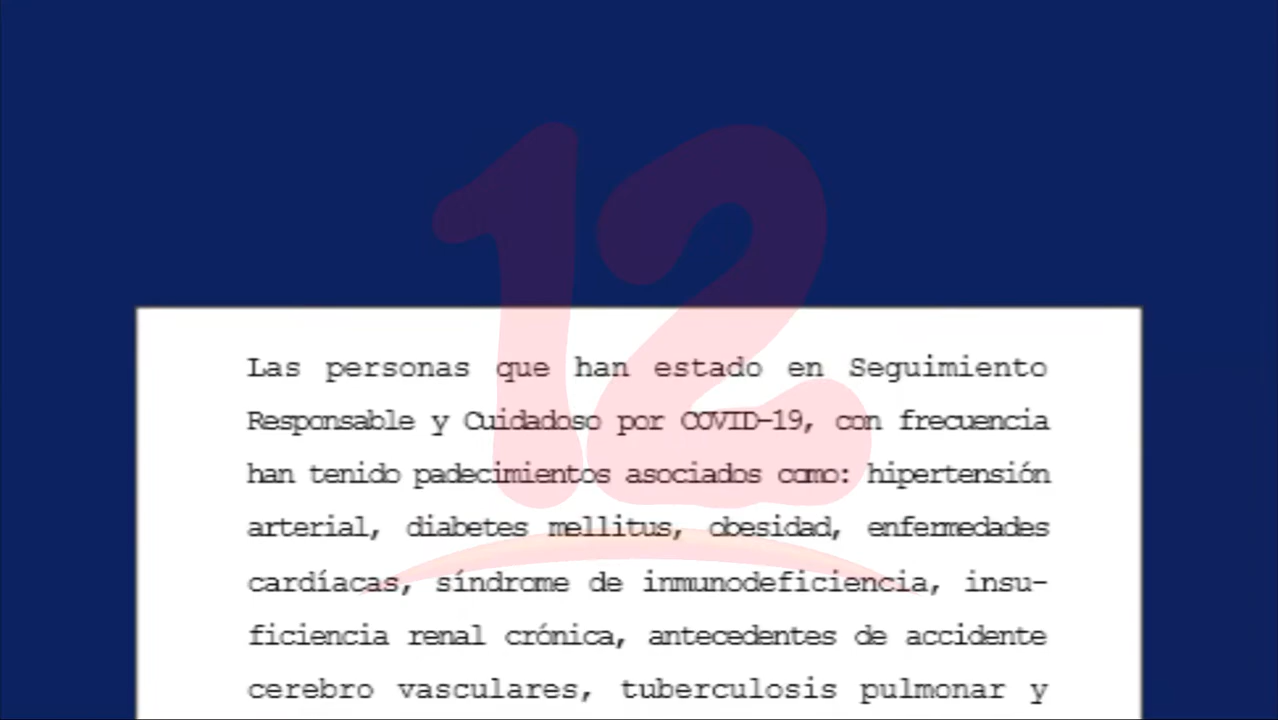 12
Las personas que han estado en Seguimiento
Responsable y Cuidadoso por COVID-19, con frecuencia
han tenido padecimientos asociados como: hipertensión
arterial, diabetes mellitus, obesidad, enfermedades
cardíacas, síndrome de inmunodeficiencia, insu-
ficiencia renal crónica, antecedentes de accidente
cerebro vasculares, tuberculosis pulmonar y